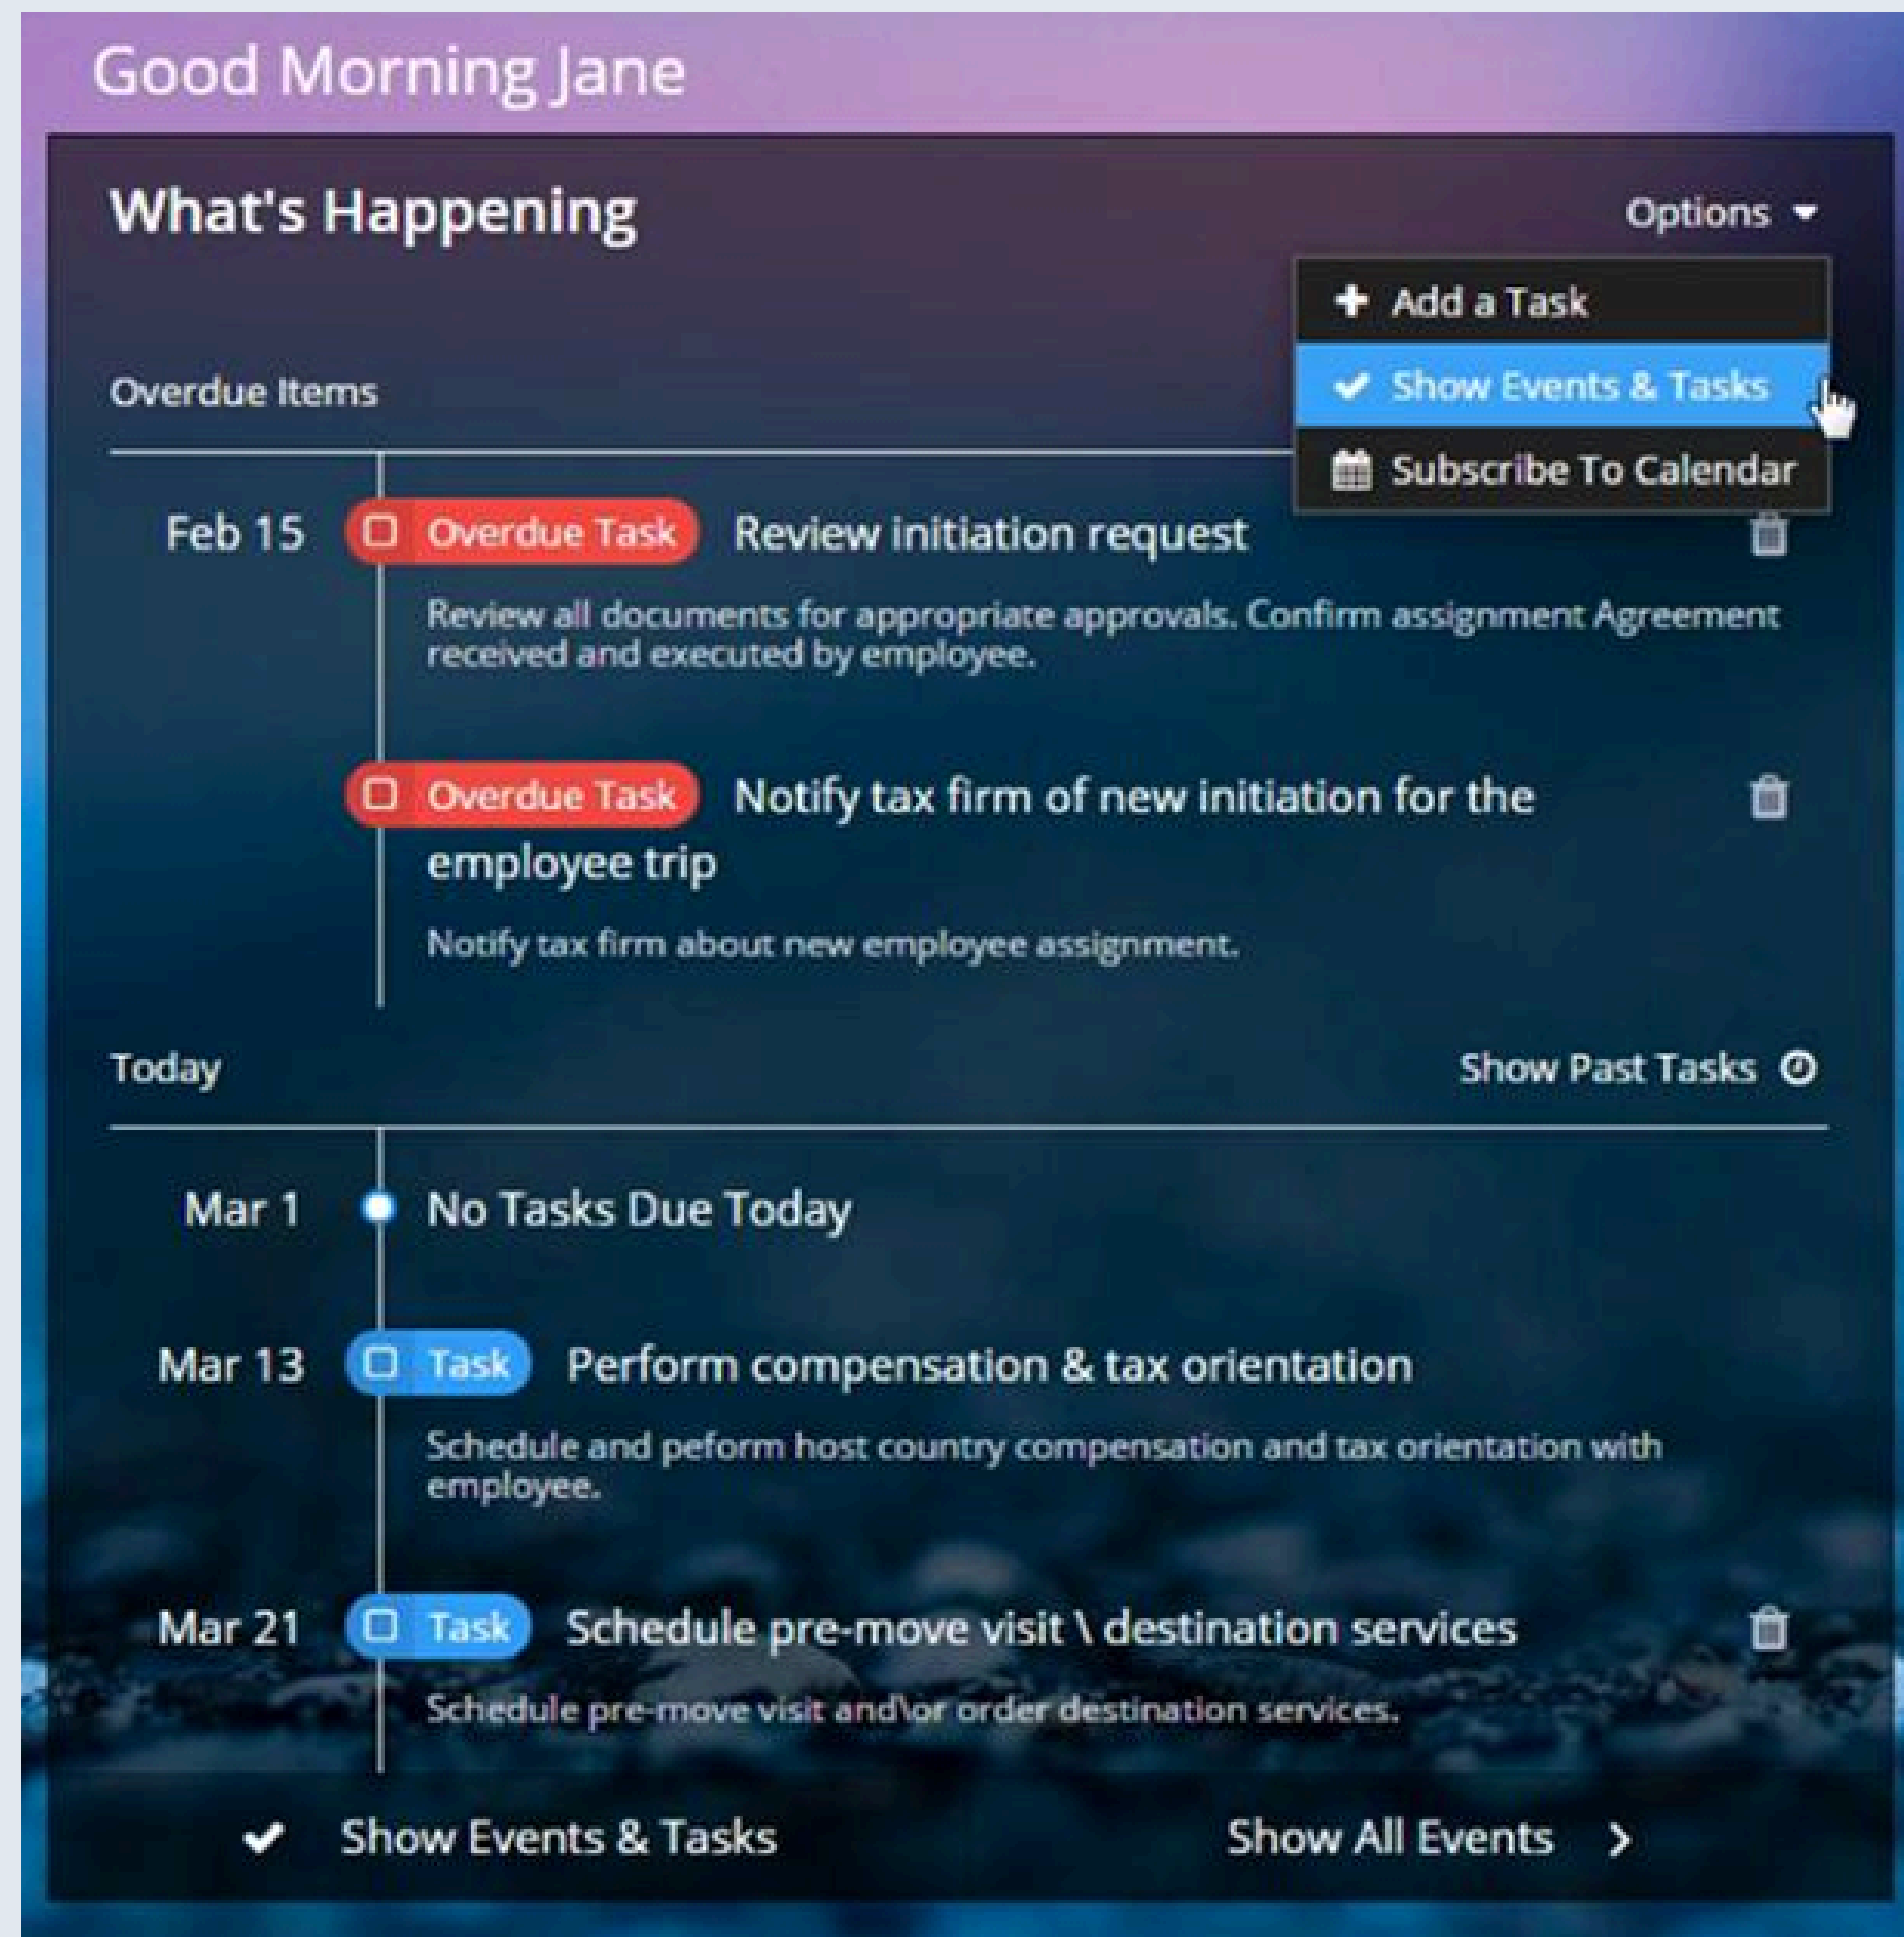 Good Morning Jane
What's Happening
Options
Add a Task
Show Events & Tasks
Subscribe To Calendar
Overdue Items
Feb 15 Overdue Task Review initiation request
Review all documents for appropriate approvals. Confirm assignment Agreement
received and executed by employee.
Overdue Task Notify tax firm of new initiation for the
employee trip
Notify tax firm about new employee assignment.
Today Show Past Tasks
Mar 1 No Tasks Due Today
Mar 13 Task Perform compensation & tax orientation
Schedule and peform host country compensation and tax orientation with
employee.
Mar 21 Task Schedule pre-move visit \ destination services
Schedule pre-move visit and\or order destination services.
Show Events & Tasks Show All Events